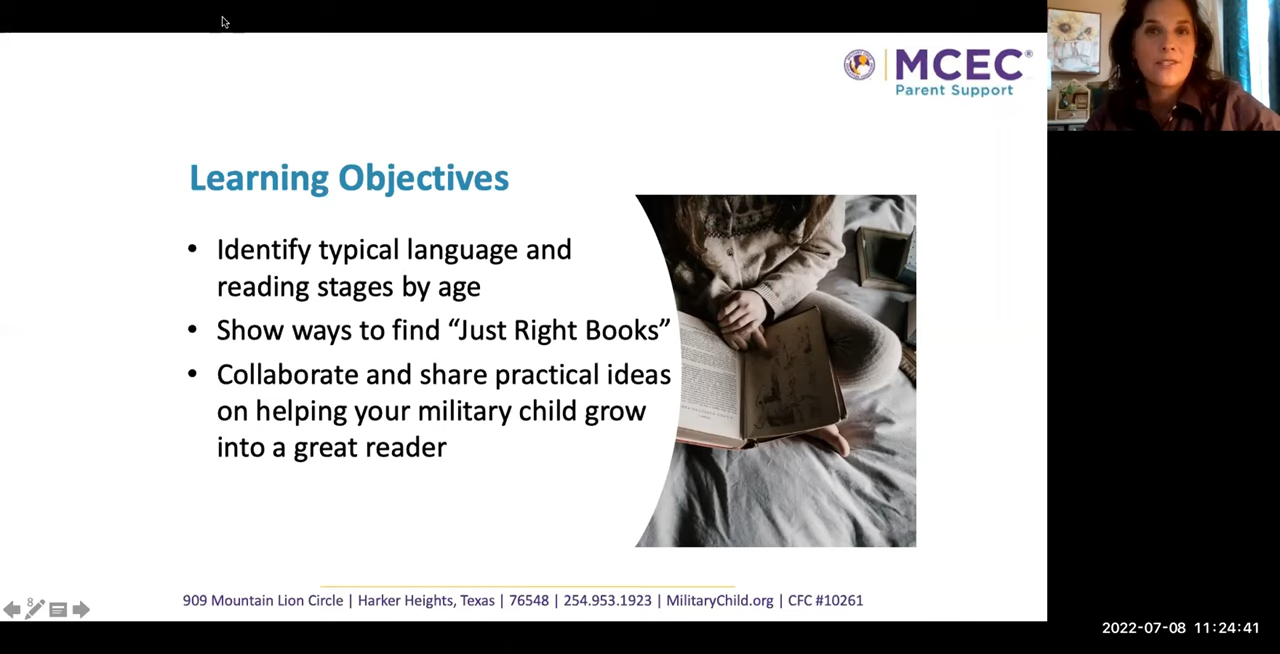 MCEC®
Parent Support
Learning Objectives
• Identify typical language and
reading stages by age
• Show ways to find “Just Right Books”
• Collaborate and share practical ideas
on helping your military child grow
into a great reader
8
909 Mountain Lion Circle | Harker Heights, Texas | 76548 | 254.953.1923 | MilitaryChild.org | CFC #10261
2022-07-08 11:24:41